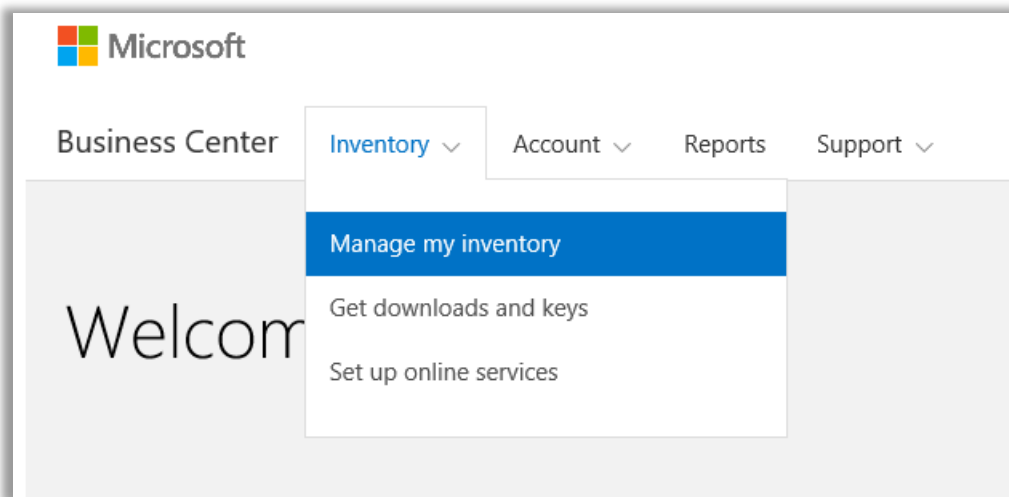 Microsoft
Business Center Inventory Account Reports Support
Manage my inventory
Get downloads and keys
Welcom
Set up online services